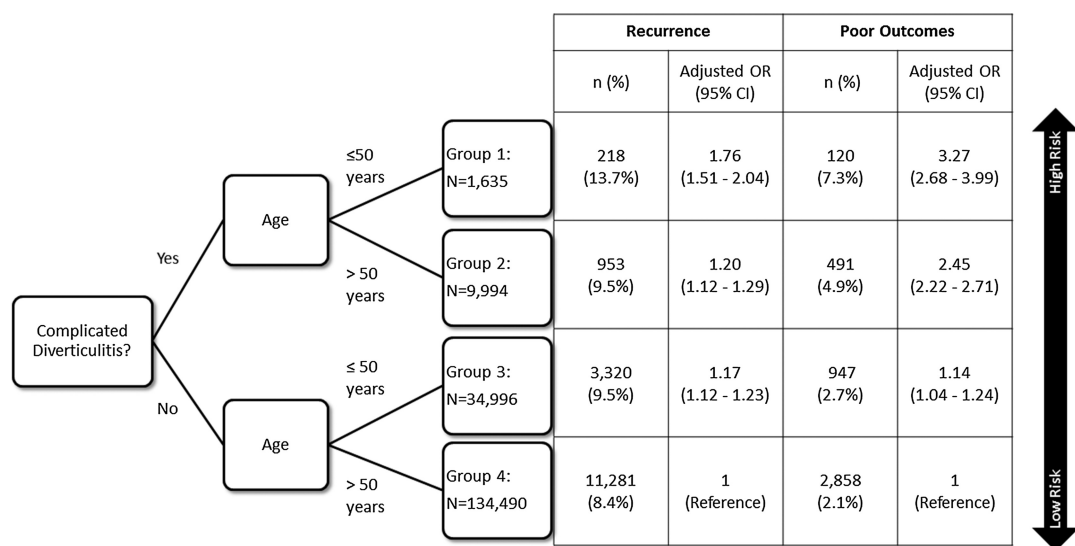 Recurrence
Poor Outcomes
n (%)
Adjusted OR
(95% CI)
n (%)
Adjusted OR
(95% CI)
Complicated
Diverticulitis?
Yes
No
Age
≤50
years
> 50
years
Age
≤ 50
years
> 50
years
Group 1:
N=1,635
218
(13.7%)
1.76
(1.51 - 2.04)
120
(7.3%)
3.27
(2.68 - 3.99)
Group 2:
N=9,994
953
(9.5%)
1.20
(1.12 - 1.29)
491
(4.9%)
2.45
(2.22 - 2.71)
Group 3:
N=34,996
3,320
(9.5%)
1.17
(1.12 - 1.23)
947
(2.7%)
1.14
(1.04 - 1.24)
Group 4:
N=134,490
11,281
(8.4%)
1
(Reference)
2,858
(2.1%)
1
(Reference)
High Risk
Low Risk